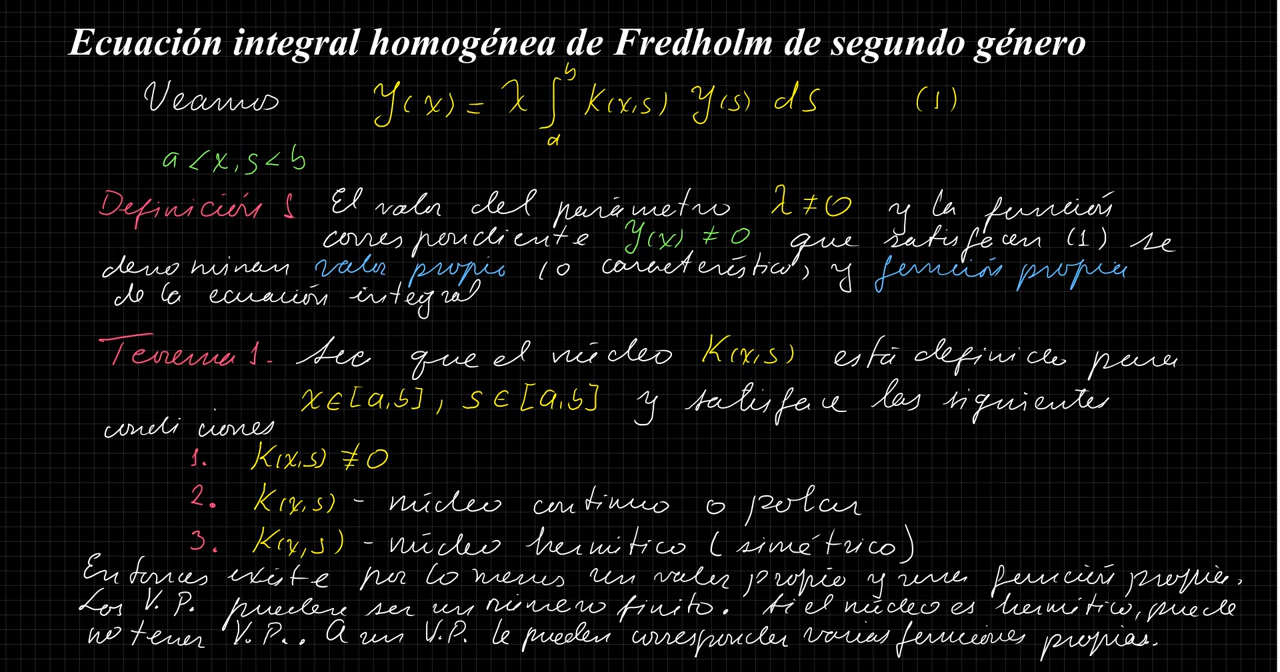 Ecuación integral homogénea de Fredholm de segundo género
Veamos y(x) = λ ∫ₐᵇ K(x,s) y(s) ds (1)
a < x, s < b
Definición 1 El valor del parámetro λ ≠ 0 y la función
correspondiente y(x) ≠ 0 que satisfacen (1) se
denominan valor propio (o característico) y función propia
de la ecuación integral
Teorema 1. Sea que el núcleo K(x,s) está definido para
x ∈ [a,b], s ∈ [a,b] y satisface las siguientes
condiciones
1. K(x,s) ≢ 0
2. K(x,s) - núcleo continuo o polar
3. K(x,s) - núcleo hermítico (simétrico)
Entonces existe por lo menos un valor propio y una función propia.
Los V.P. pueden ser un número finito. Si el núcleo es hermítico, puede
no tener V.P.. A un V.P. le pueden corresponder varias funciones propias.